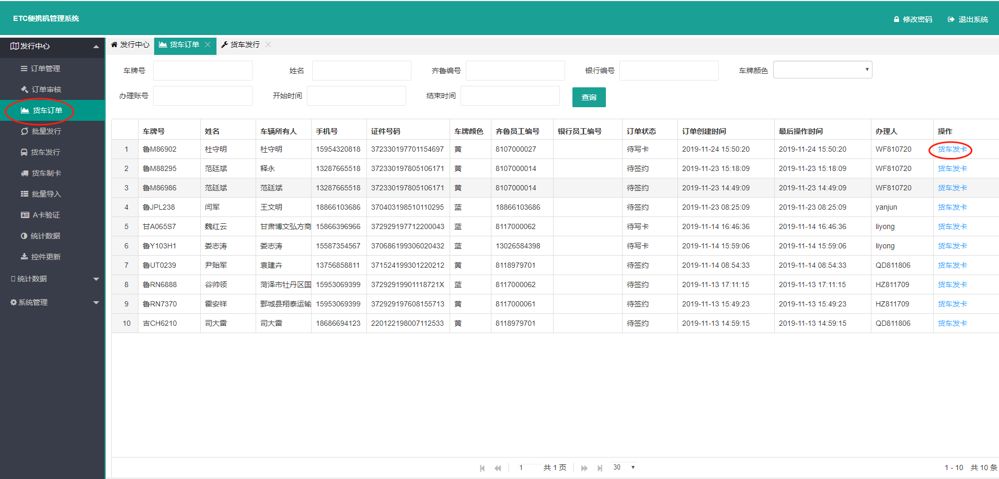 ETC便携机管理系统
修改密码 退出系统
发行中心
订单管理
订单审核
货车订单
批量发行
货车发行
货车制卡
批量导入
A卡验证
统计数据
控件更新
统计数据
系统管理
发行中心 货车订单 货车发行
车牌号 姓名 齐鲁编号 银行编号 车牌颜色
办理账号 开始时间 结束时间 查询
车牌号 姓名 车辆所有人 手机号 证件号码 车牌颜色 齐鲁员工编号 银行员工编号 订单状态 订单创建时间 最后操作时间 办理人 操作
1 鲁M86902 杜守明 杜守明 15954320818 372330197701154697 黄 8107000027 待写卡 2019-11-24 15:50:20 2019-11-24 15:50:20 WF810720 货车发卡
2 鲁M88295 范廷斌 释永 13287665518 372330197805106171 黄 8107000014 待签约 2019-11-23 15:18:09 2019-11-23 15:18:09 WF810720 货车发卡
3 鲁M86986 范廷斌 范廷斌 13287665518 372330197805106171 黄 8107000014 待签约 2019-11-23 14:49:09 2019-11-23 14:49:09 WF810720 货车发卡
4 鲁JPL238 闫军 王文明 18866103686 370403198510110295 蓝 18866103686 待签约 2019-11-23 08:25:09 2019-11-23 08:25:09 yanjun 货车发卡
5 甘A065S7 魏红云 甘肃博文弘方商 15866396966 372929197712200043 蓝 8117000062 待写卡 2019-11-14 16:46:36 2019-11-14 16:46:36 liyong 货车发卡
6 鲁Y103H1 娄志涛 娄志涛 15587354567 370686199306020432 蓝 13026584398 待写卡 2019-11-14 15:59:06 2019-11-14 15:59:06 liyong 货车发卡
7 鲁UT0239 尹贻军 袁建卉 13756858811 371524199301220212 黄 8118979701 待签约 2019-11-14 08:54:33 2019-11-14 08:54:33 QD811806 货车发卡
8 鲁RN6888 谷帅领 菏泽市牡丹区国 15953069399 37292919901118721X 蓝 8117000062 待签约 2019-11-13 17:11:15 2019-11-13 17:11:15 HZ811709 货车发卡
9 鲁RN7370 霍安祥 鄄城县翔泰运输 15953069399 372929197608155713 黄 8117000061 待签约 2019-11-13 15:49:23 2019-11-13 15:49:23 HZ811709 货车发卡
10 吉CH6210 司大雷 司大雷 18686694123 220122198007112533 黄 8118979701 待签约 2019-11-13 14:59:15 2019-11-13 14:59:15 QD811806 货车发卡
1 共 1 页 30 1 - 10 共 10 条